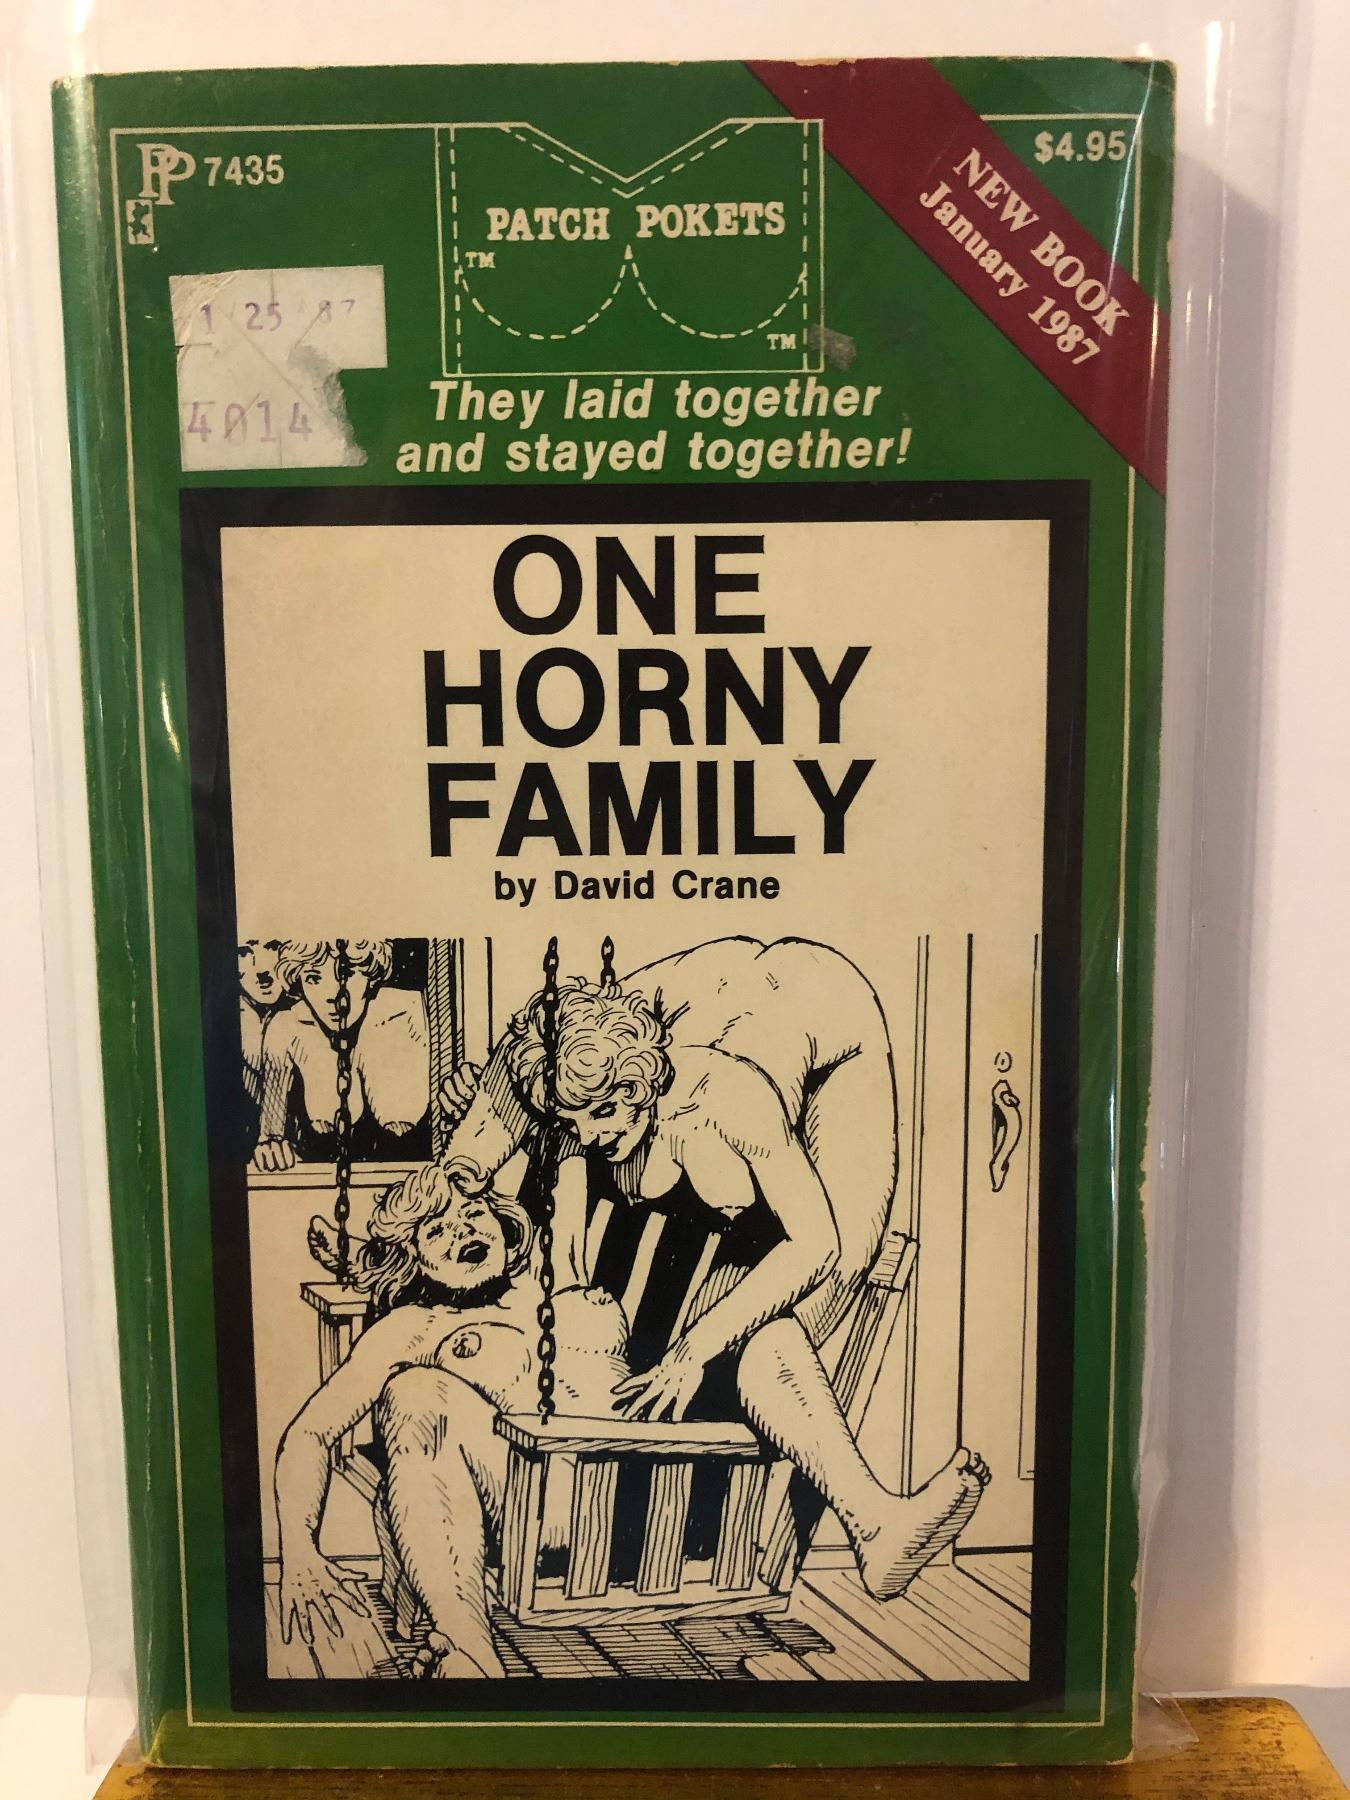 PP 7435
$4.95
NEW BOOK
January 1987
PATCH POKETS
TM
TM
1 25 87
4014
They laid together
and stayed together!
ONE
HORNY
FAMILY
by David Crane